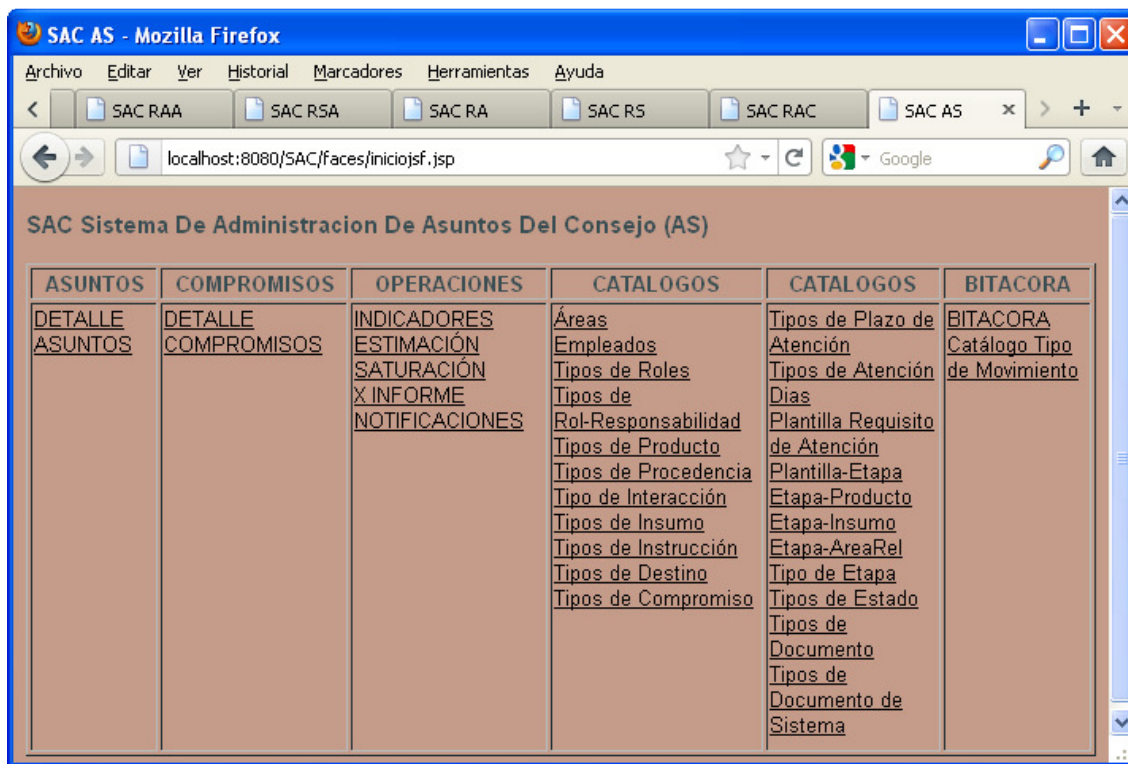 SAC AS - Mozilla Firefox
Archivo Editar Ver Historial Marcadores Herramientas Ayuda
SAC RAA SAC RSA SAC RA SAC RS SAC RAC SAC AS
localhost:8080/SAC/faces/iniciojsf.jsp Google
SAC Sistema De Administracion De Asuntos Del Consejo (AS)
ASUNTOS COMPROMISOS OPERACIONES CATALOGOS CATALOGOS BITACORA
DETALLE
ASUNTOS
DETALLE
COMPROMISOS
INDICADORES
ESTIMACIÓN
SATURACIÓN
X INFORME
NOTIFICACIONES
Áreas
Empleados
Tipos de Roles
Tipos de
Rol-Responsabilidad
Tipos de Producto
Tipos de Procedencia
Tipo de Interacción
Tipos de Insumo
Tipos de Instrucción
Tipos de Destino
Tipos de Compromiso
Tipos de Plazo de
Atención
Tipos de Atención
Dias
Plantilla Requisito
de Atención
Plantilla-Etapa
Etapa-Producto
Etapa-Insumo
Etapa-AreaRel
Tipo de Etapa
Tipos de Estado
Tipos de
Documento
Tipos de
Documento de
Sistema
BITACORA
Catálogo Tipo
de Movimiento